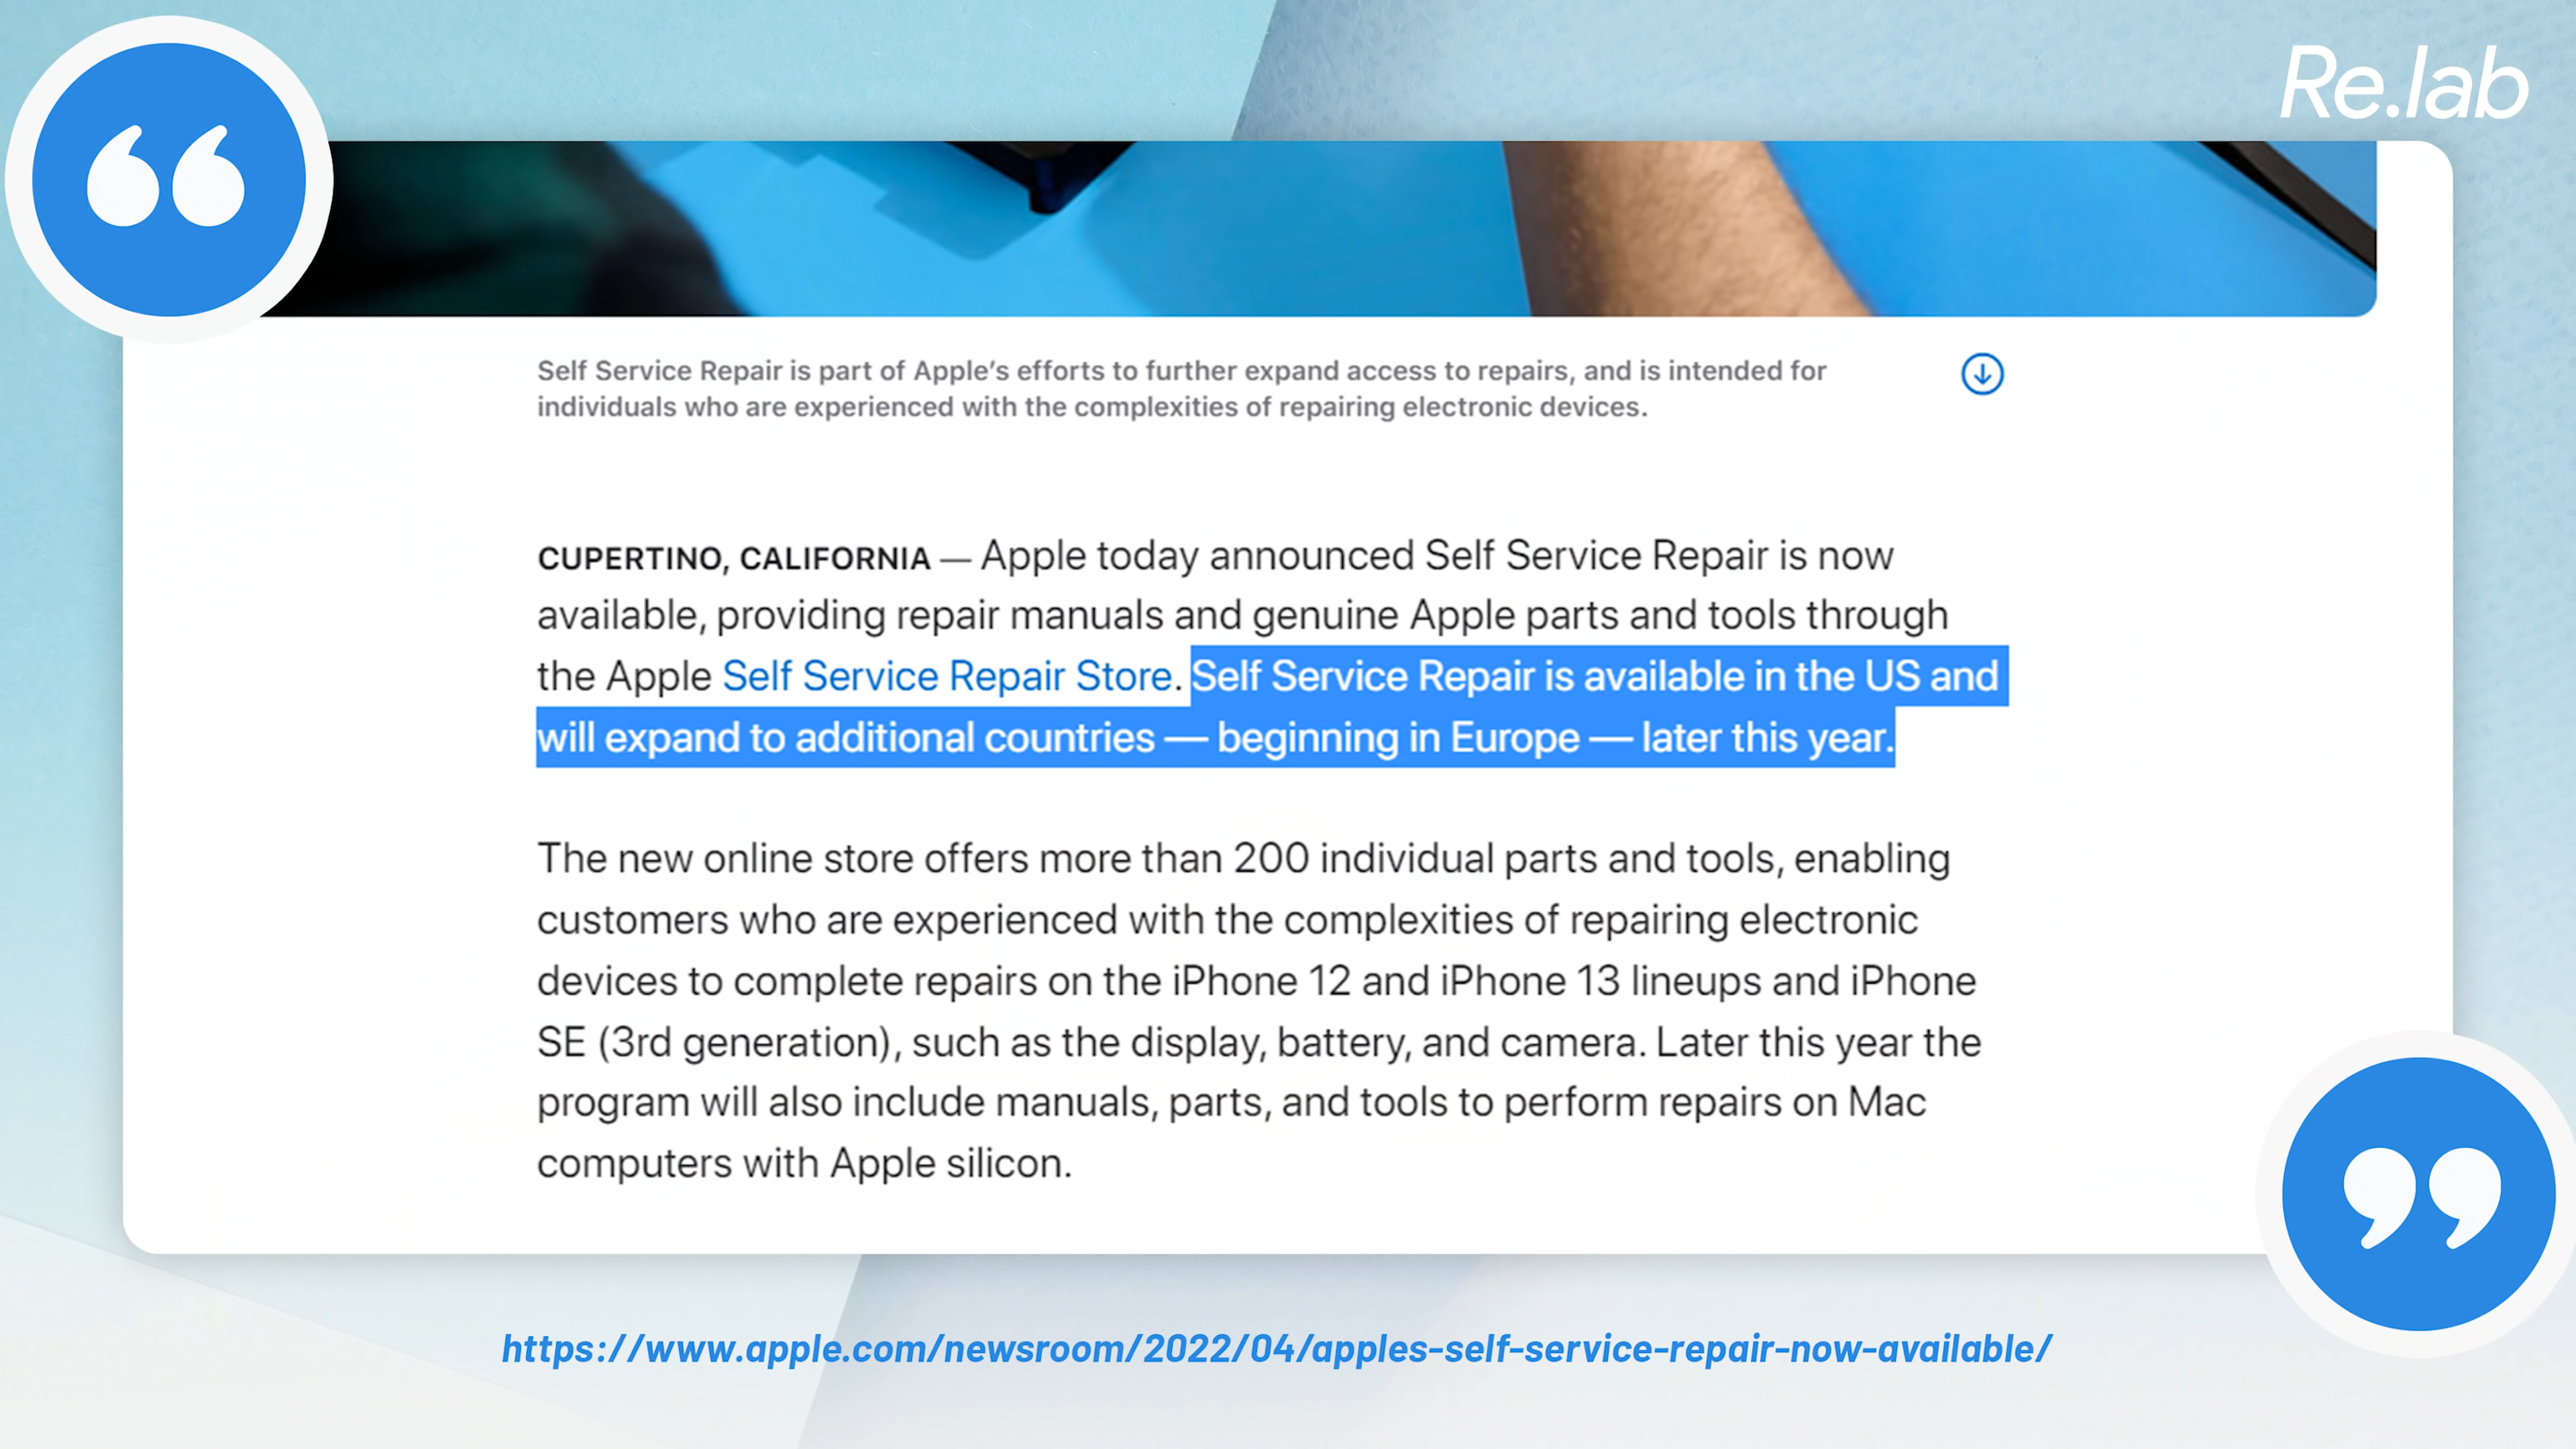 Re.lab
Self Service Repair is part of Apple’s efforts to further expand access to repairs, and is intended for
individuals who are experienced with the complexities of repairing electronic devices.
CUPERTINO, CALIFORNIA — Apple today announced Self Service Repair is now
available, providing repair manuals and genuine Apple parts and tools through
the Apple Self Service Repair Store. Self Service Repair is available in the US and
will expand to additional countries — beginning in Europe — later this year.
The new online store offers more than 200 individual parts and tools, enabling
customers who are experienced with the complexities of repairing electronic
devices to complete repairs on the iPhone 12 and iPhone 13 lineups and iPhone
SE (3rd generation), such as the display, battery, and camera. Later this year the
program will also include manuals, parts, and tools to perform repairs on Mac
computers with Apple silicon.
https://www.apple.com/newsroom/2022/04/apples-self-service-repair-now-available/